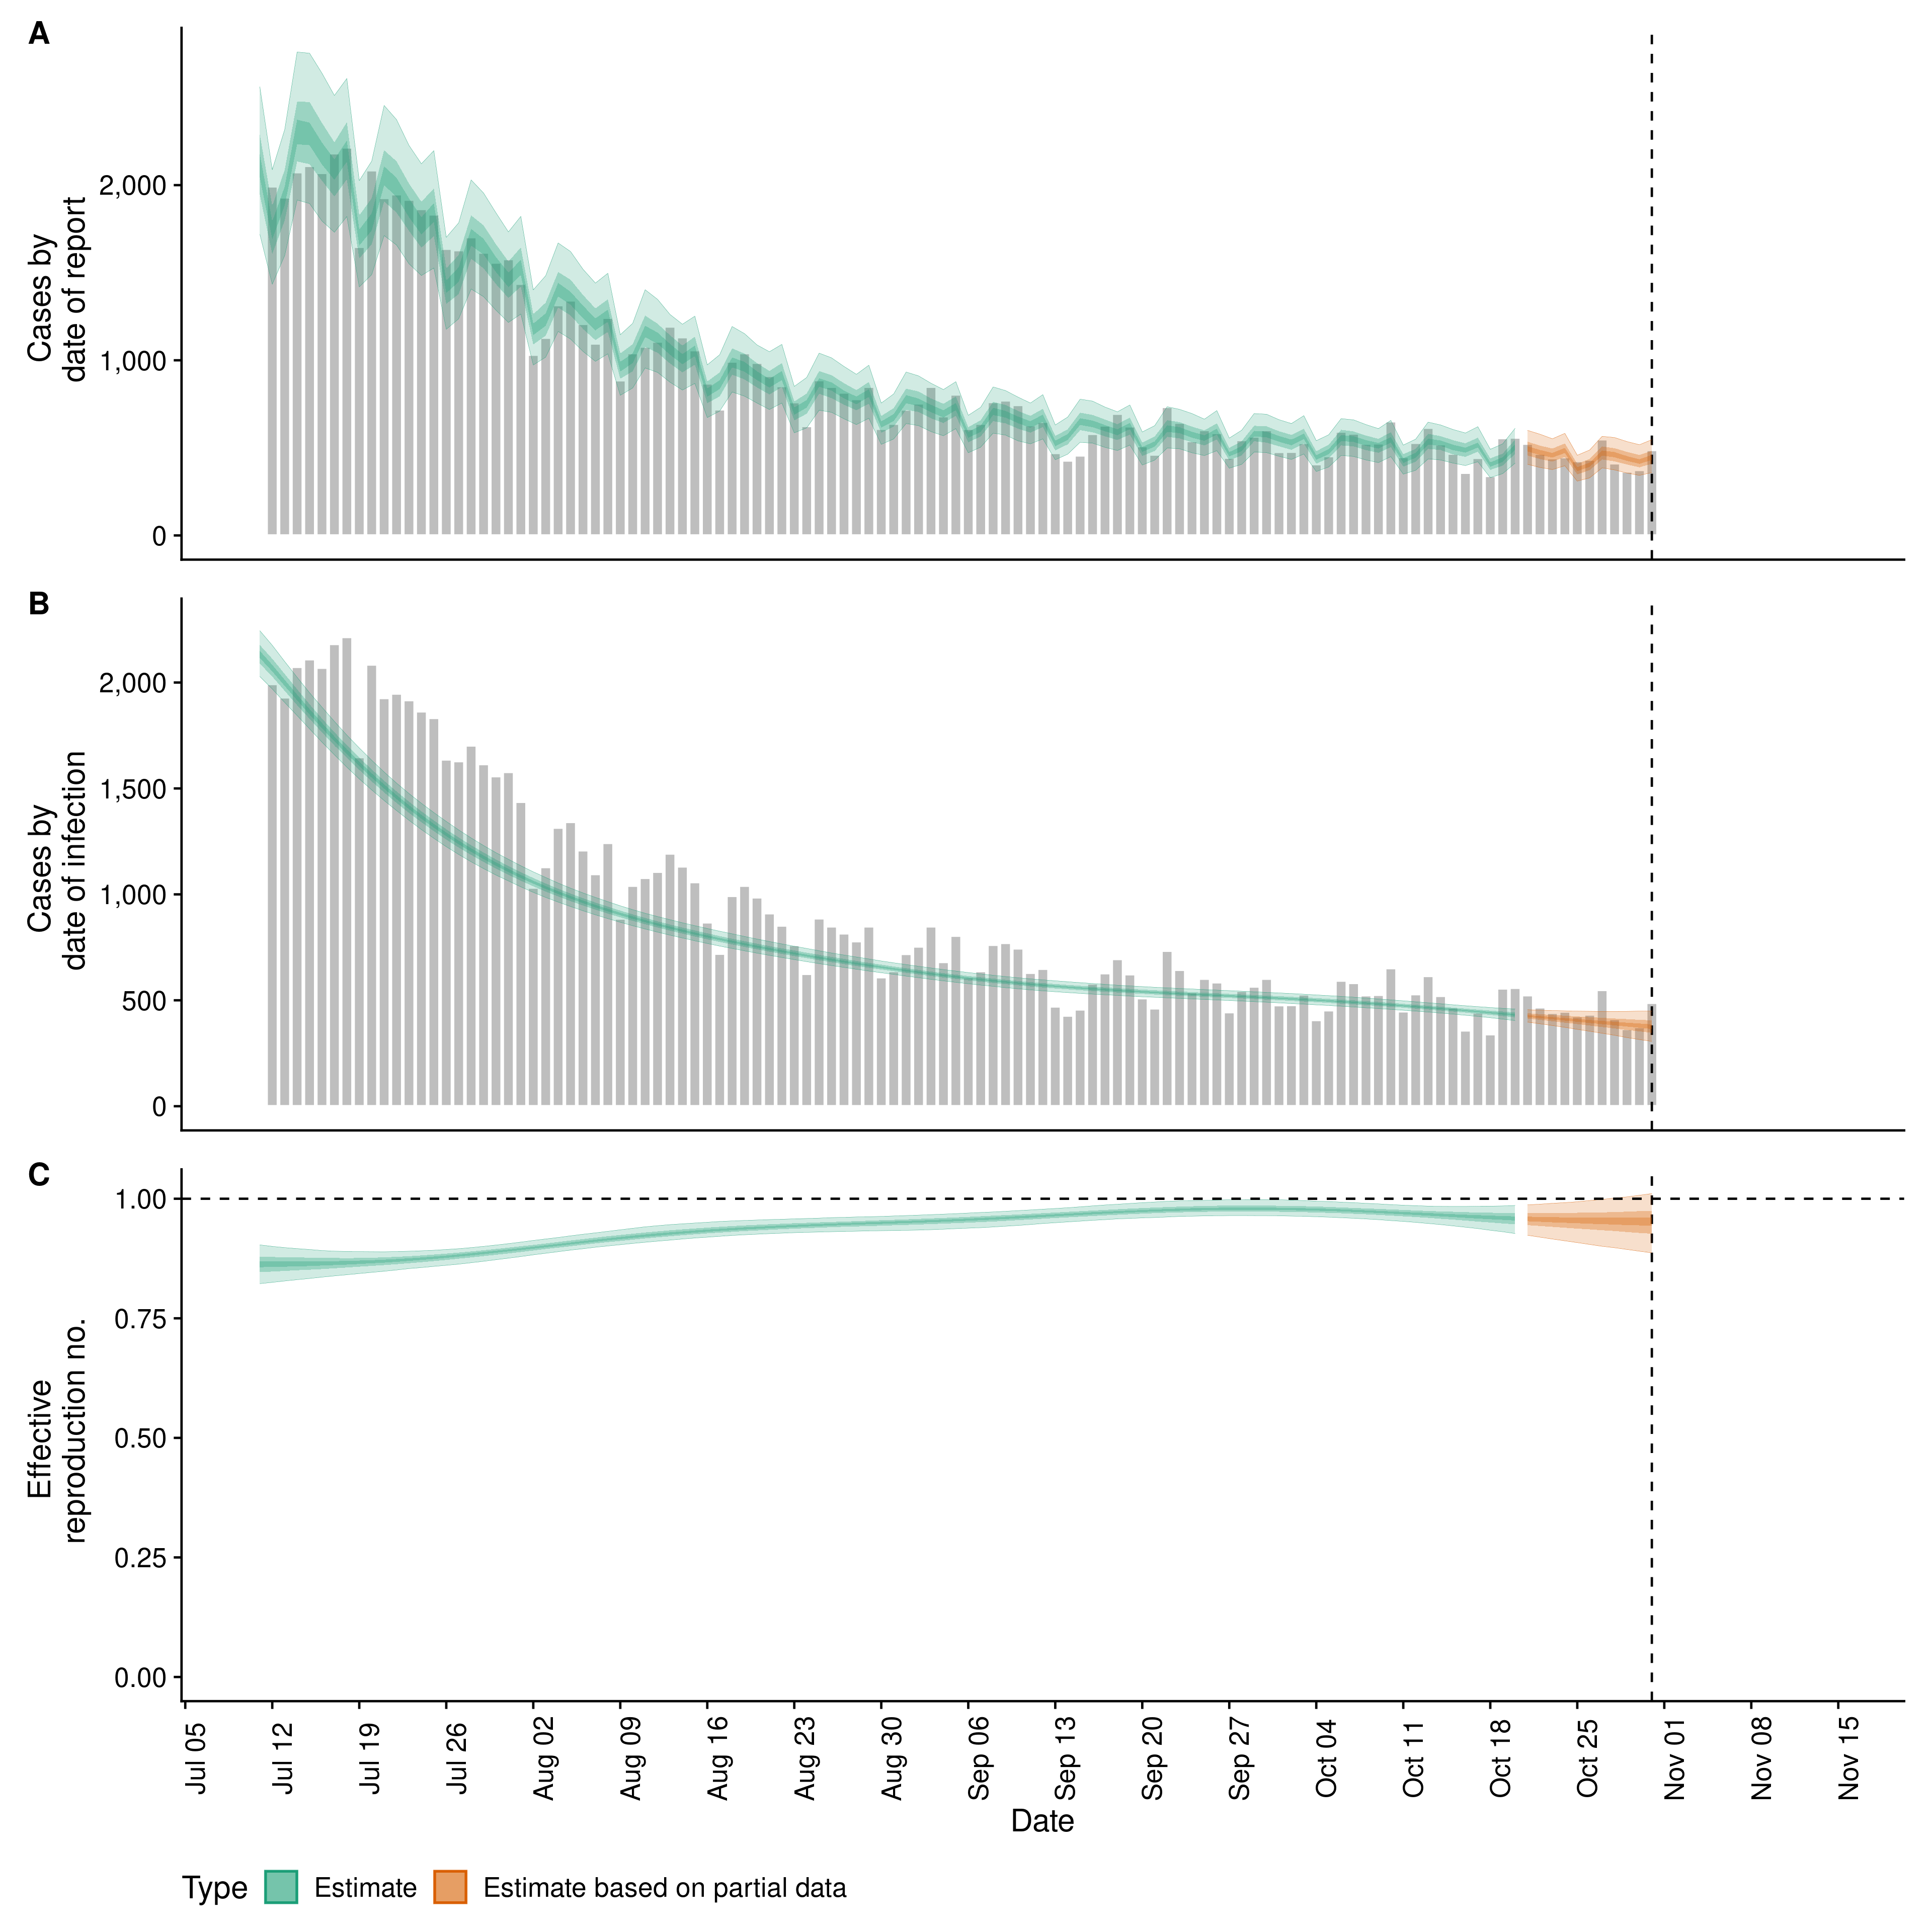 A
Cases by
date of report
2,000
1,000
0
B
Cases by
date of infection
2,000
1,500
1,000
500
0
C
Effective
reproduction no.
1.00
0.75
0.50
0.25
0.00
Jul 05
Jul 12
Jul 19
Jul 26
Aug 02
Aug 09
Aug 16
Aug 23
Aug 30
Sep 06
Sep 13
Sep 20
Sep 27
Oct 04
Oct 11
Oct 18
Oct 25
Nov 01
Nov 08
Nov 15
Date
Type Estimate Estimate based on partial data